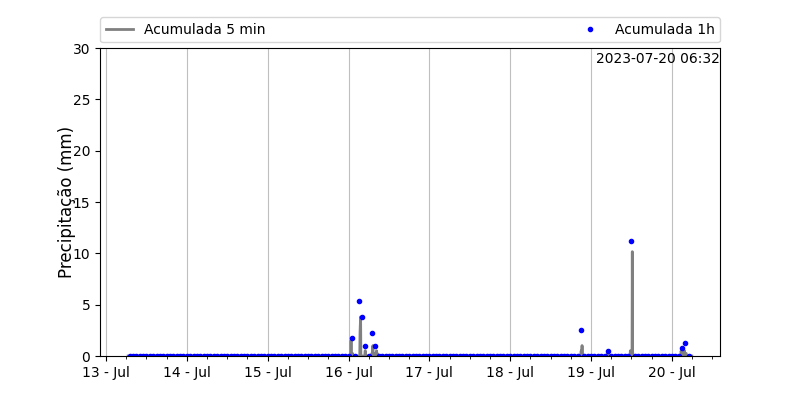 Acumulada 5 min
Acumulada 1h
2023-07-20 06:32
Precipitação (mm)
30
25
20
15
10
5
0
13 - Jul
14 - Jul
15 - Jul
16 - Jul
17 - Jul
18 - Jul
19 - Jul
20 - Jul